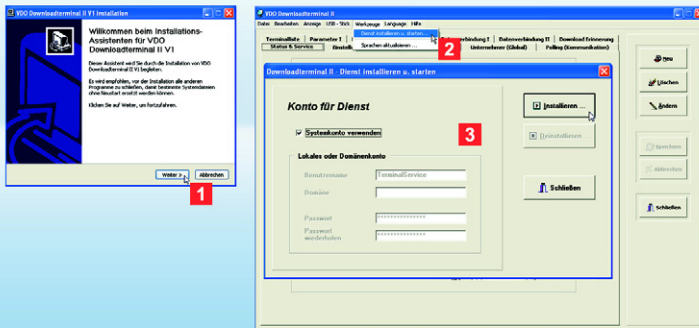 VDO Downloadterminal II V1 Installation
Willkommen beim Installations-
Assistenten für VDO
Downloadterminal II V1
Dieser Assistent wird Sie durch die Installation von VDO
Downloadterminal II V1 begleiten.
Es wird empfohlen, vor der Installation alle anderen
Programme zu schließen, damit bestimmte Systemdateien
ohne Neustart ersetzt werden können.
Klicken Sie auf Weiter, um fortzufahren.
Weiter >
Abbrechen
1
VDO Downloadterminal II
Datei Bearbeiten Anzeige USB - Stick Werkzeuge Language Hilfe
Dienst installieren u. starten...
Sprachen aktualisieren ...
2
Terminalliste Parameter I Datenverbindung II Download Erinnerung
Status & Service Unternehmer (Global) Polling (Kommunikation)
Downloadterminal II - Dienst installieren u. starten
Konto für Dienst
Systemkonto verwenden
3
Lokales oder Domänenkonto
Benutzername TerminalService
Domäne
Passwort ***************
Passwort
wiederholen ***************
Installieren ...
Deinstallieren...
Schließen
Neu
Löschen
Ändern
Speichern
Abbrechen
Schließen